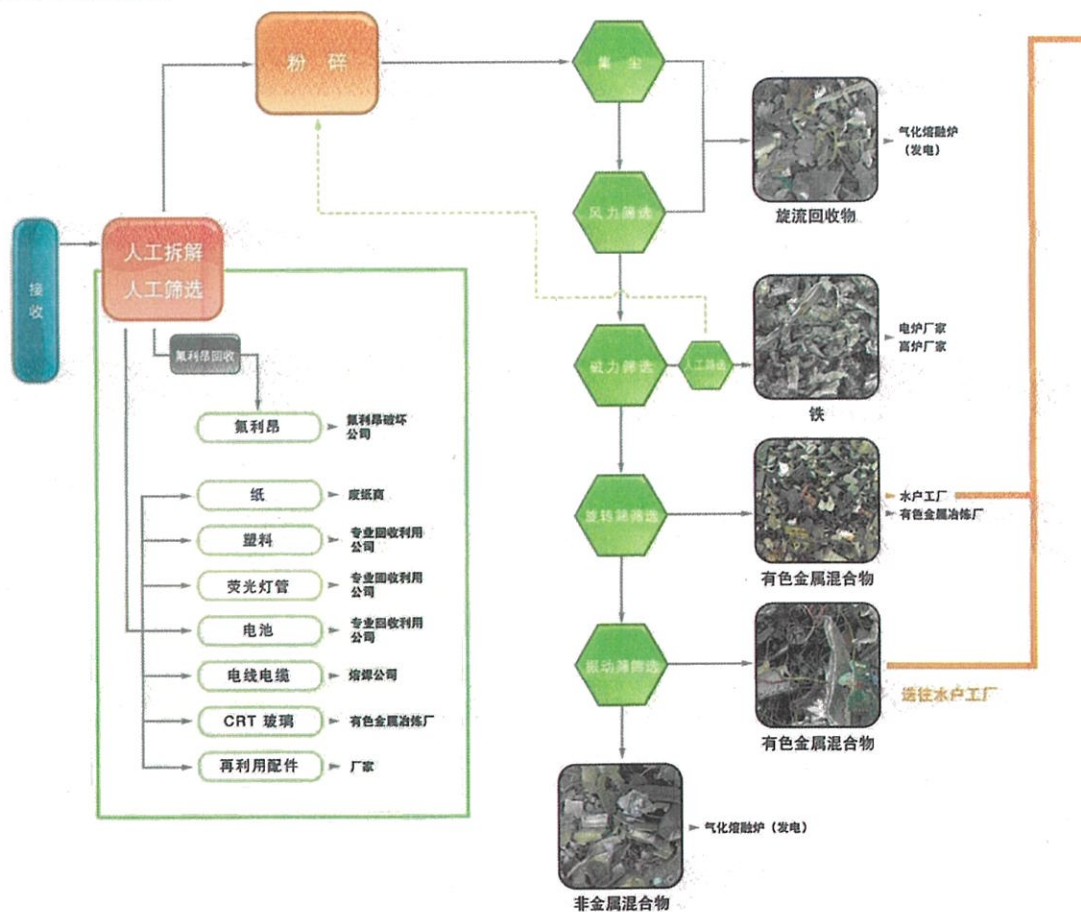 粉 碎
集 尘
气化熔融炉
（发电）
旋流回收物
风力筛选
接
收
人工拆解
人工筛选
氟利昂回收
磁力筛选
人工筛选
电炉厂家
高炉厂家
铁
氟利昂
氟利昂破坏
公司
纸
废纸商
塑料
专业回收利用
公司
荧光灯管
专业回收利用
公司
电池
专业回收利用
公司
电线电缆
熔焊公司
CRT 玻璃
有色金属冶炼厂
再利用配件
厂家
旋转筛筛选
水户工厂
有色金属冶炼厂
有色金属混合物
振动筛筛选
送往水户工厂
有色金属混合物
气化熔融炉（发电）
非金属混合物